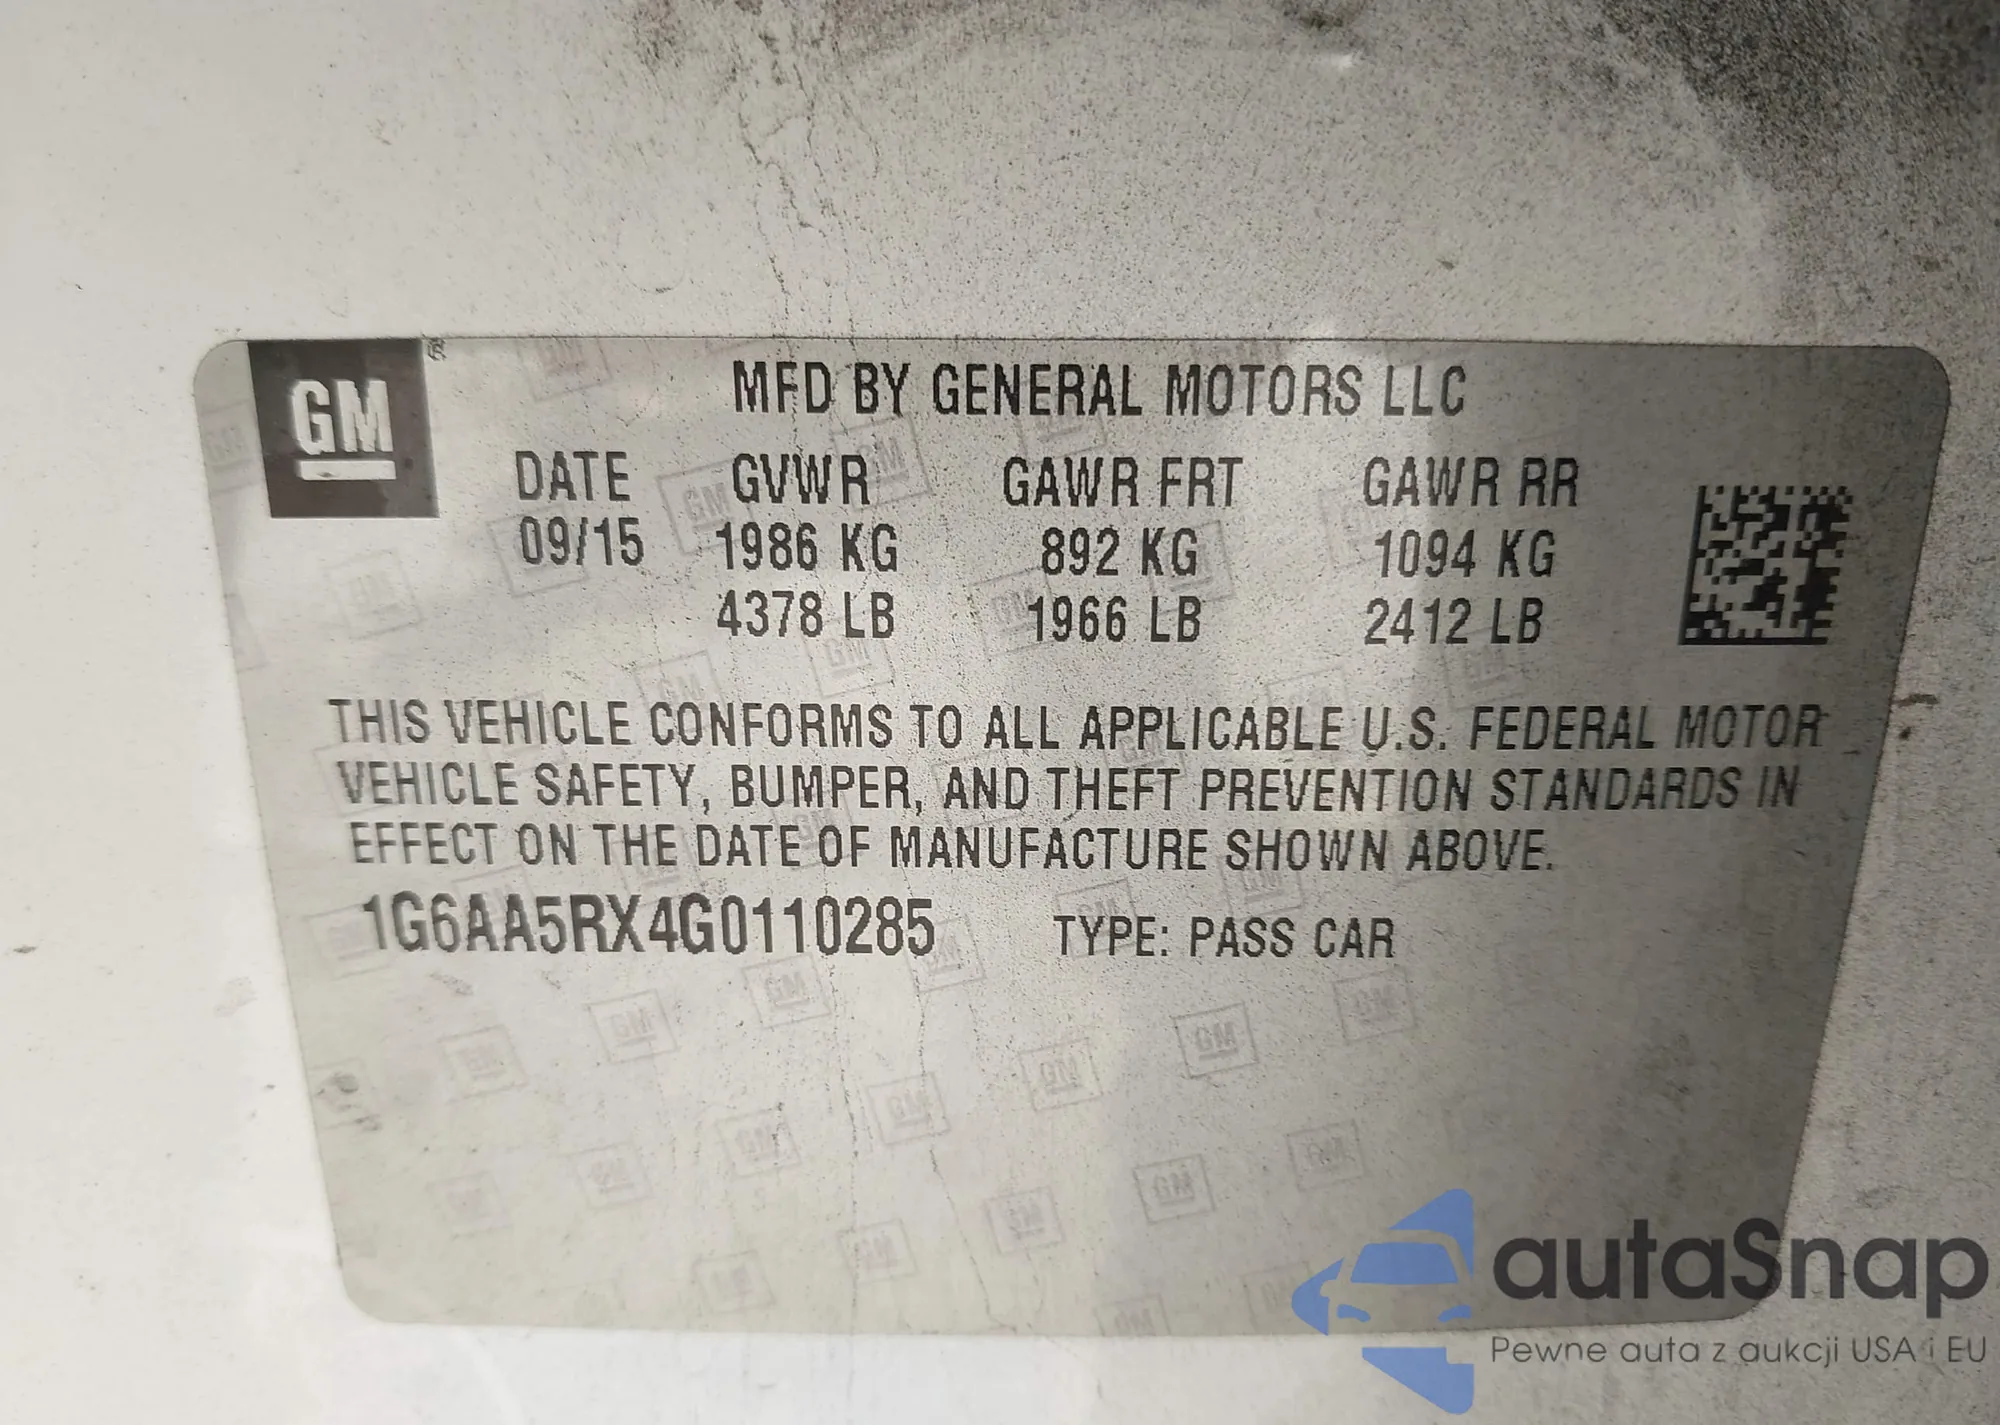 GM
MFD BY GENERAL MOTORS LLC
DATE GVWR GAWR FRT GAWR RR
09/15 1986 KG 892 KG 1094 KG
4378 LB 1966 LB 2412 LB
THIS VEHICLE CONFORMS TO ALL APPLICABLE U.S. FEDERAL MOTOR
VEHICLE SAFETY, BUMPER, AND THEFT PREVENTION STANDARDS IN
EFFECT ON THE DATE OF MANUFACTURE SHOWN ABOVE.
1G6AA5RX4G0110285 TYPE: PASS CAR
autaSnap
Pewne auta z aukcji USA i EU